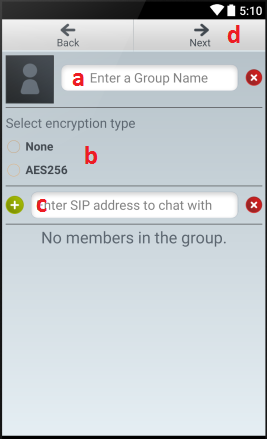 5:10
Back
Next
d
a
Enter a Group Name
Select encryption type
None
b
AES256
c
Enter SIP address to chat with
No members in the group.